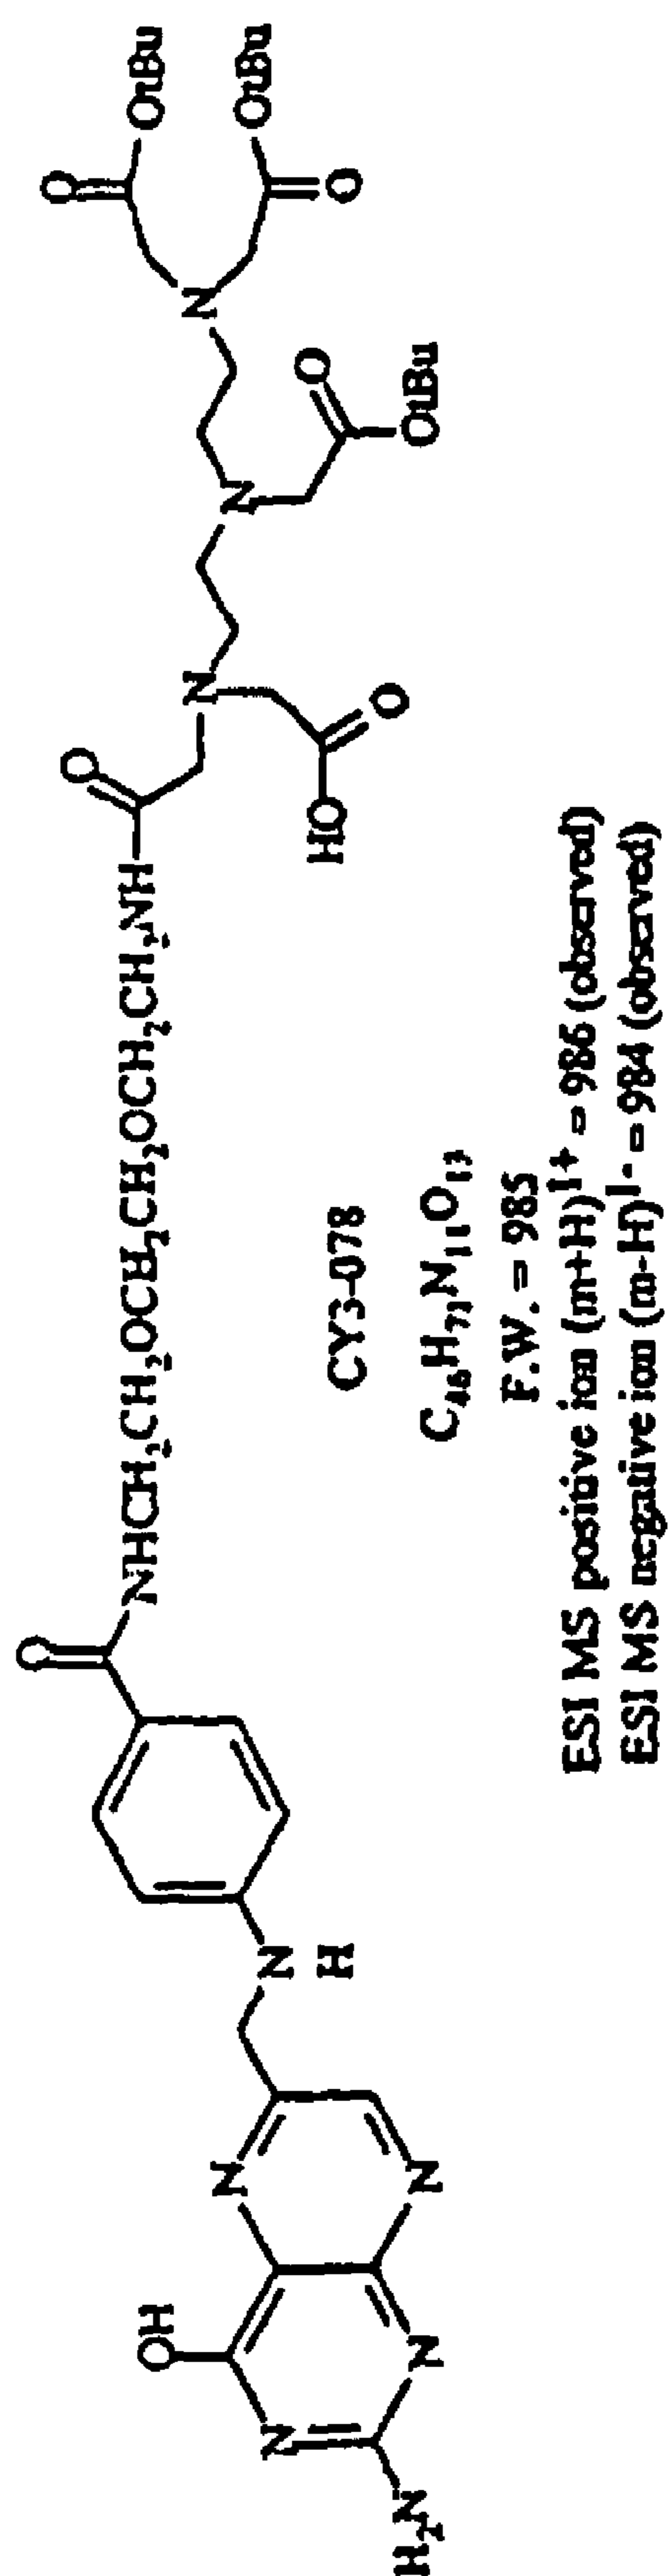 H₂N
N
OH
N
N
N
N
H
O
NHCH₂CH₂OCH₂CH₂OCH₂CH₂NH
O
N
HO
O
N
O
OtBu
N
O
OtBu
OtBu
O
CY3-078
C₄₆H₇₁N₁₁O₁₃
F.W. = 985
ESI MS positive ion (m+H)¹⁺ = 986 (observed)
ESI MS negative ion (m-H)¹⁻ = 984 (observed)